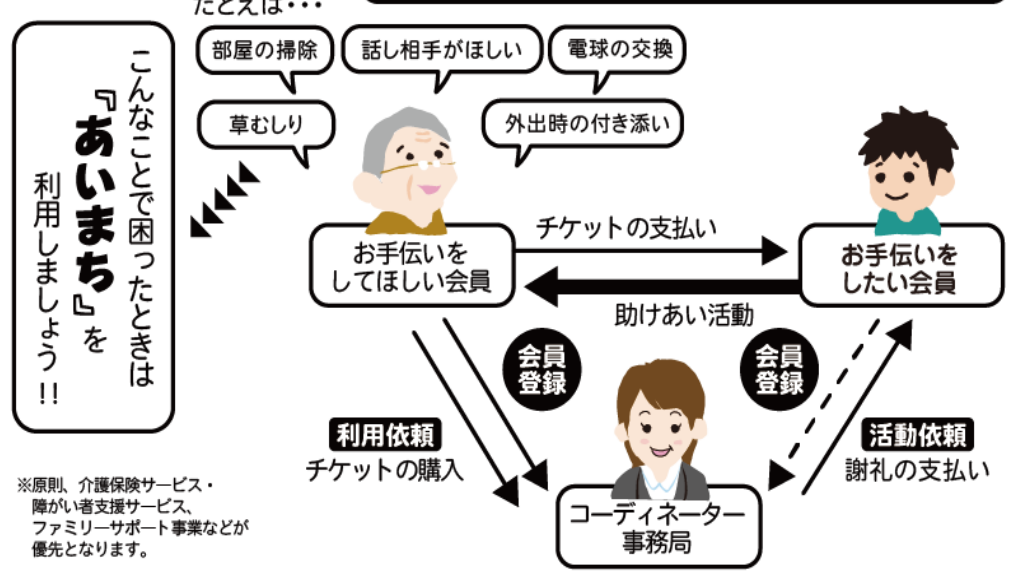 たとえば・・・
部屋の掃除
話し相手がほしい
電球の交換
草むしり
外出時の付き添い
こんなことで困ったときは
『あいまち』を
利用しましょう!!
お手伝いを
してほしい会員
チケットの支払い
助けあい活動
お手伝いを
したい会員
会員
登録
会員
登録
利用依頼
チケットの購入
活動依頼
謝礼の支払い
コーディネーター
事務局
※原則、介護保険サービス・
障がい者支援サービス、
ファミリーサポート事業などが
優先となります。